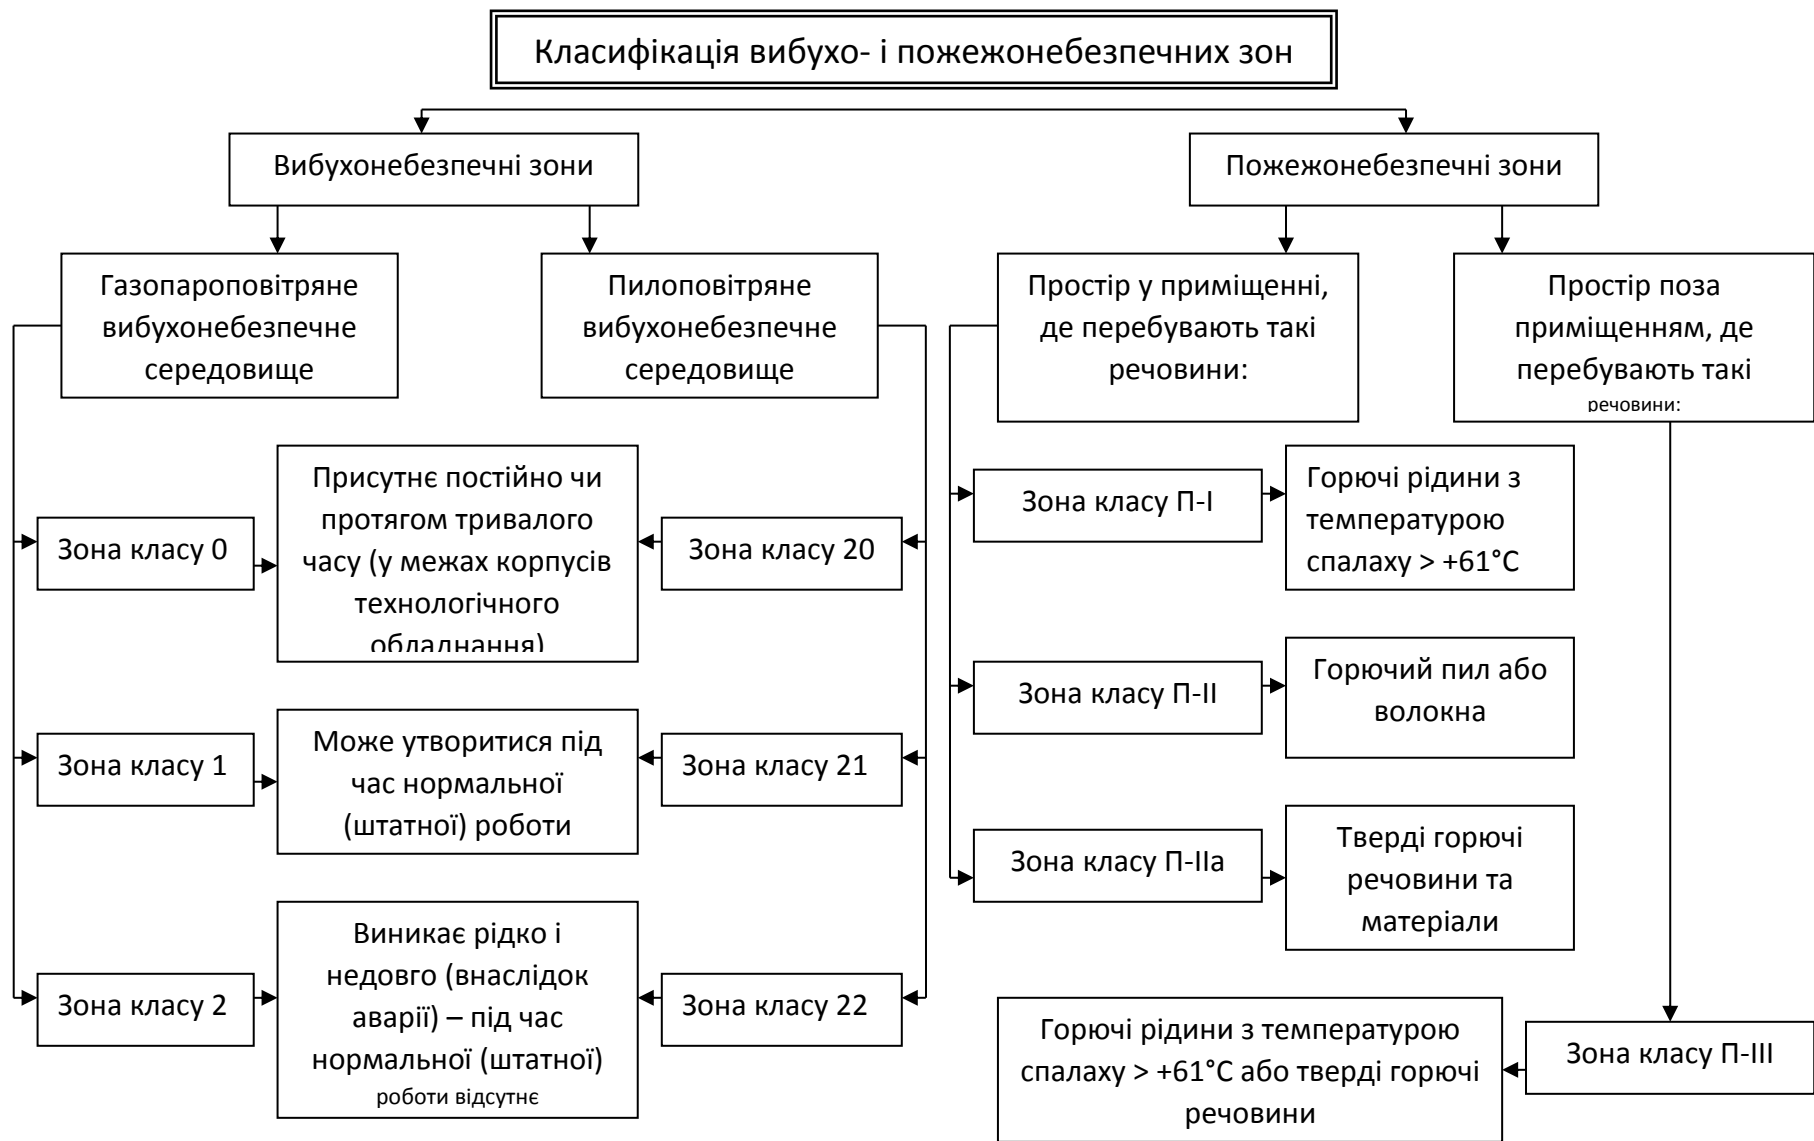 Класифікація вибухо- і пожежонебезпечних зон
Вибухонебезпечні зони
Пожежонебезпечні зони
Газопароповітряне
вибухонебезпечне
середовище
Пилоповітряне
вибухонебезпечне
середовище
Простір у приміщенні,
де перебувають такі
речовини:
Простір поза
приміщенням, де
перебувають такі
речовини:
Зона класу 0
Присутнє постійно чи
протягом тривалого
часу (у межах корпусів
технологічного
обладнання)
Зона класу 20
Зона класу П-І
Горючі рідини з
температурою
спалаху > +61°С
Зона класу 1
Може утворитися під
час нормальної
(штатної) роботи
Зона класу 21
Зона класу П-ІІ
Горючий пил або
волокна
Зона класу П-ІІа
Тверді горючі
речовини та
матеріали
Зона класу 2
Виникає рідко і
недовго (внаслідок
аварії) – під час
нормальної (штатної)
роботи відсутнє
Зона класу 22
Горючі рідини з температурою
спалаху > +61°С або тверді горючі
речовини
Зона класу П-ІІІ